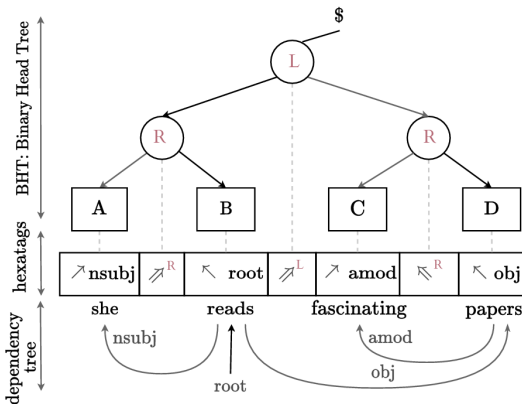 $
L
R
R
A
B
C
D
BHT: Binary Head Tree
hexatags
↗ nsubj
⇗ R
↖ root
⇗ L
↗ amod
⇖ R
↖ obj
she reads fascinating papers
dependency
tree
nsubj
root
amod
obj